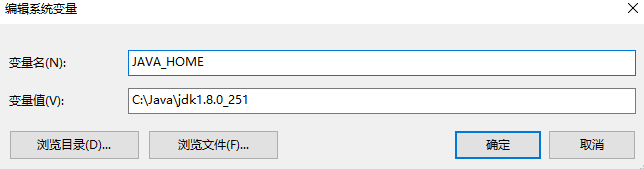 编辑系统变量
变量名(N):
JAVA_HOME
变量值(V):
C:\Java\jdk1.8.0_251
浏览目录(D)... 浏览文件(F)... 确定 取消